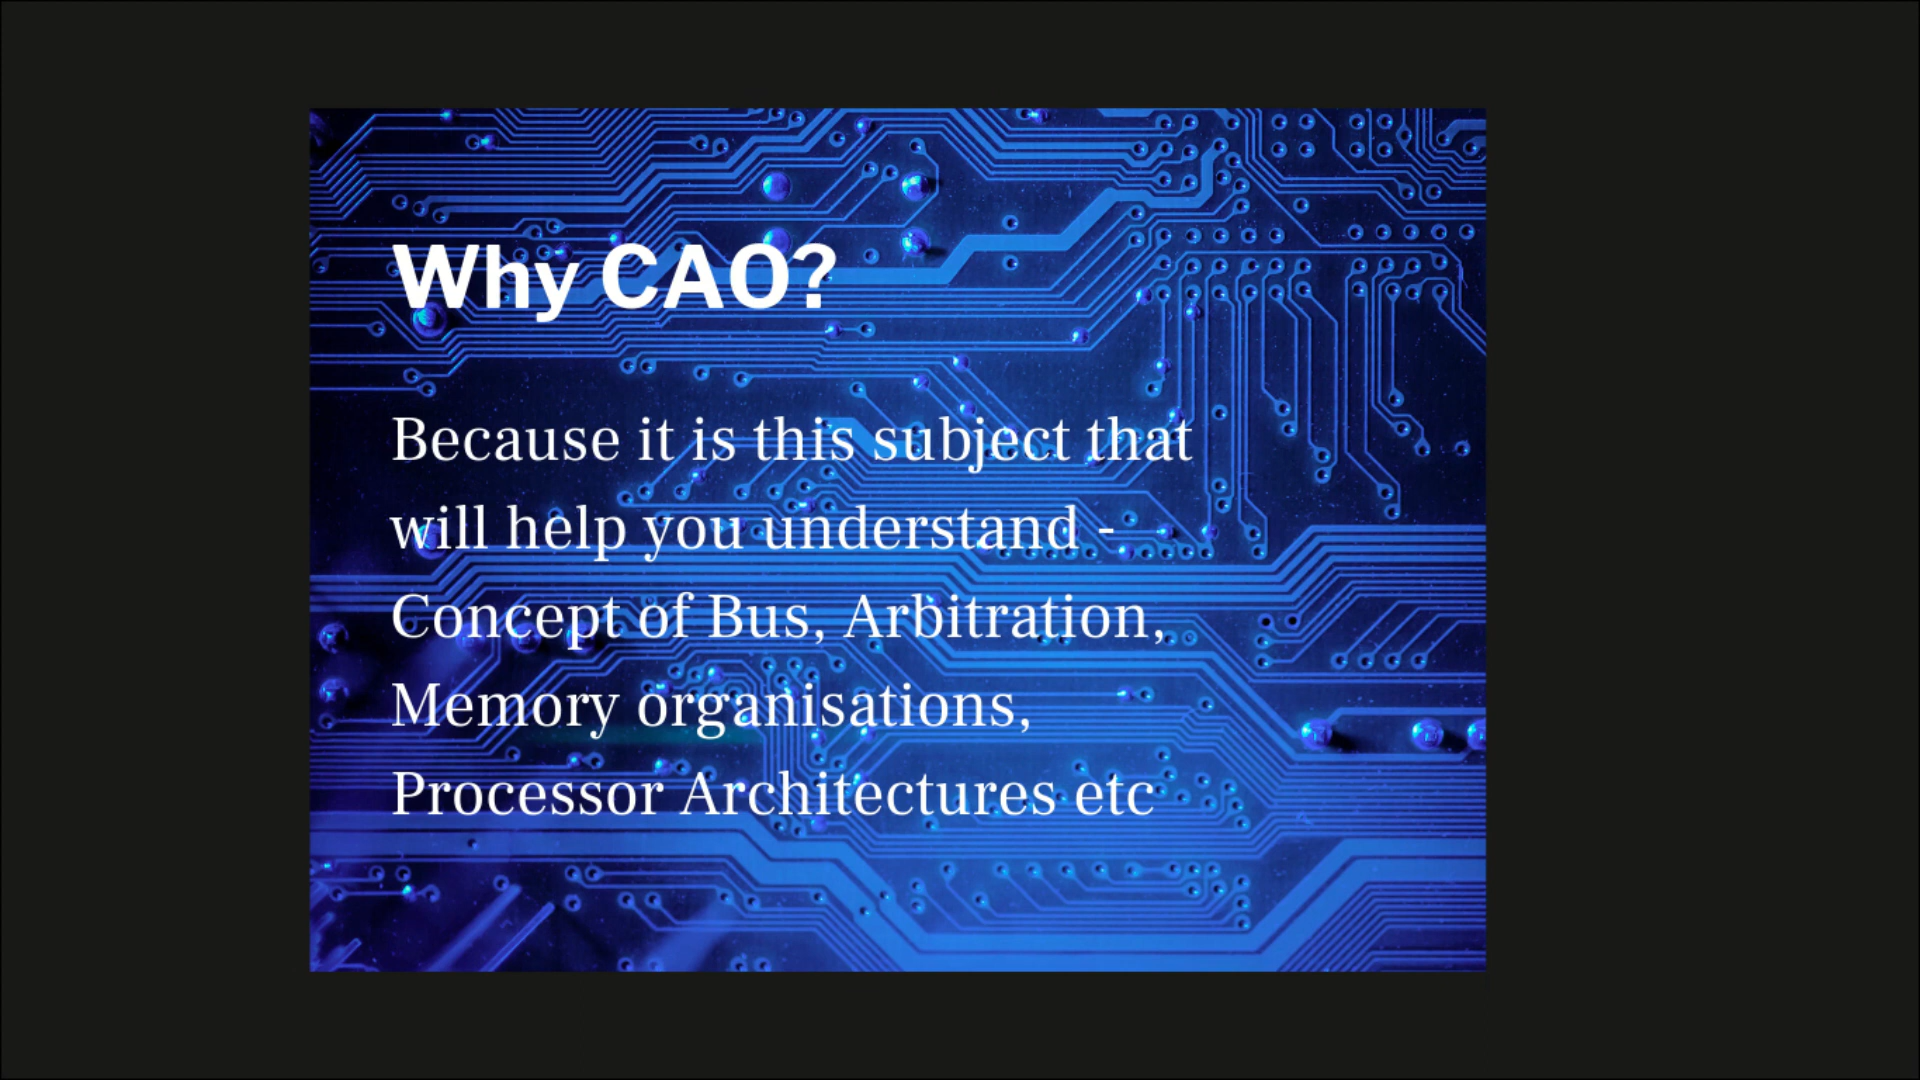 Why CAO?
Because it is this subject that
will help you understand -
Concept of Bus, Arbitration,
Memory organisations,
Processor Architectures etc